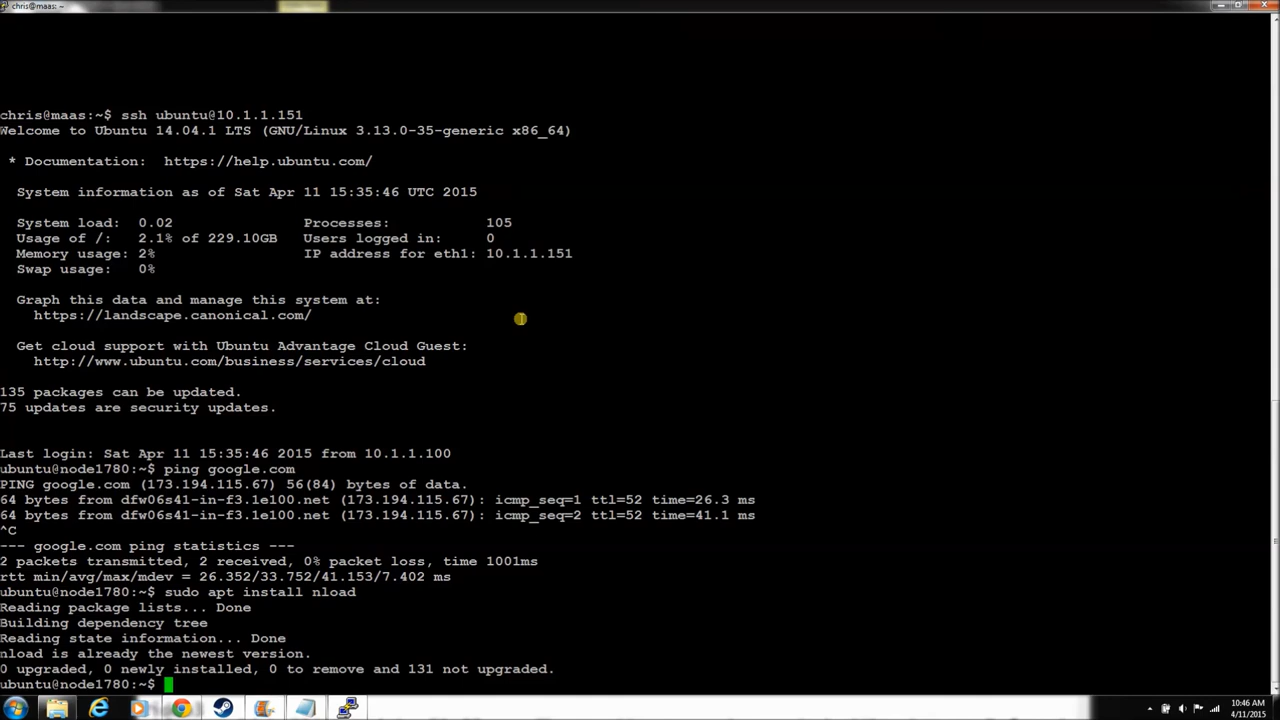 chris@maas: ~
chris@maas:~$ ssh ubuntu@10.1.1.151
Welcome to Ubuntu 14.04.1 LTS (GNU/Linux 3.13.0-35-generic x86_64)
* Documentation:  https://help.ubuntu.com/
System information as of Sat Apr 11 15:35:46 UTC 2015
System load:  0.02   Processes:   105
Usage of /:   2.1% of 229.10GB   Users logged in:   0
Memory usage: 2%   IP address for eth1: 10.1.1.151
Swap usage:   0%
Graph this data and manage this system at:
https://landscape.canonical.com/
Get cloud support with Ubuntu Advantage Cloud Guest:
http://www.ubuntu.com/business/services/cloud
135 packages can be updated.
75 updates are security updates.
Last login: Sat Apr 11 15:35:46 2015 from 10.1.1.100
ubuntu@node1780:~$ ping google.com
PING google.com (173.194.115.67) 56(84) bytes of data.
64 bytes from dfw06s41-in-f3.1e100.net (173.194.115.67): icmp_seq=1 ttl=52 time=26.3 ms
64 bytes from dfw06s41-in-f3.1e100.net (173.194.115.67): icmp_seq=2 ttl=52 time=41.1 ms
^C
--- google.com ping statistics ---
2 packets transmitted, 2 received, 0% packet loss, time 1001ms
rtt min/avg/max/mdev = 26.352/33.752/41.153/7.402 ms
ubuntu@node1780:~$ sudo apt install nload
Reading package lists... Done
Building dependency tree
Reading state information... Done
nload is already the newest version.
0 upgraded, 0 newly installed, 0 to remove and 131 not upgraded.
ubuntu@node1780:~$
10:46 AM
4/11/2015